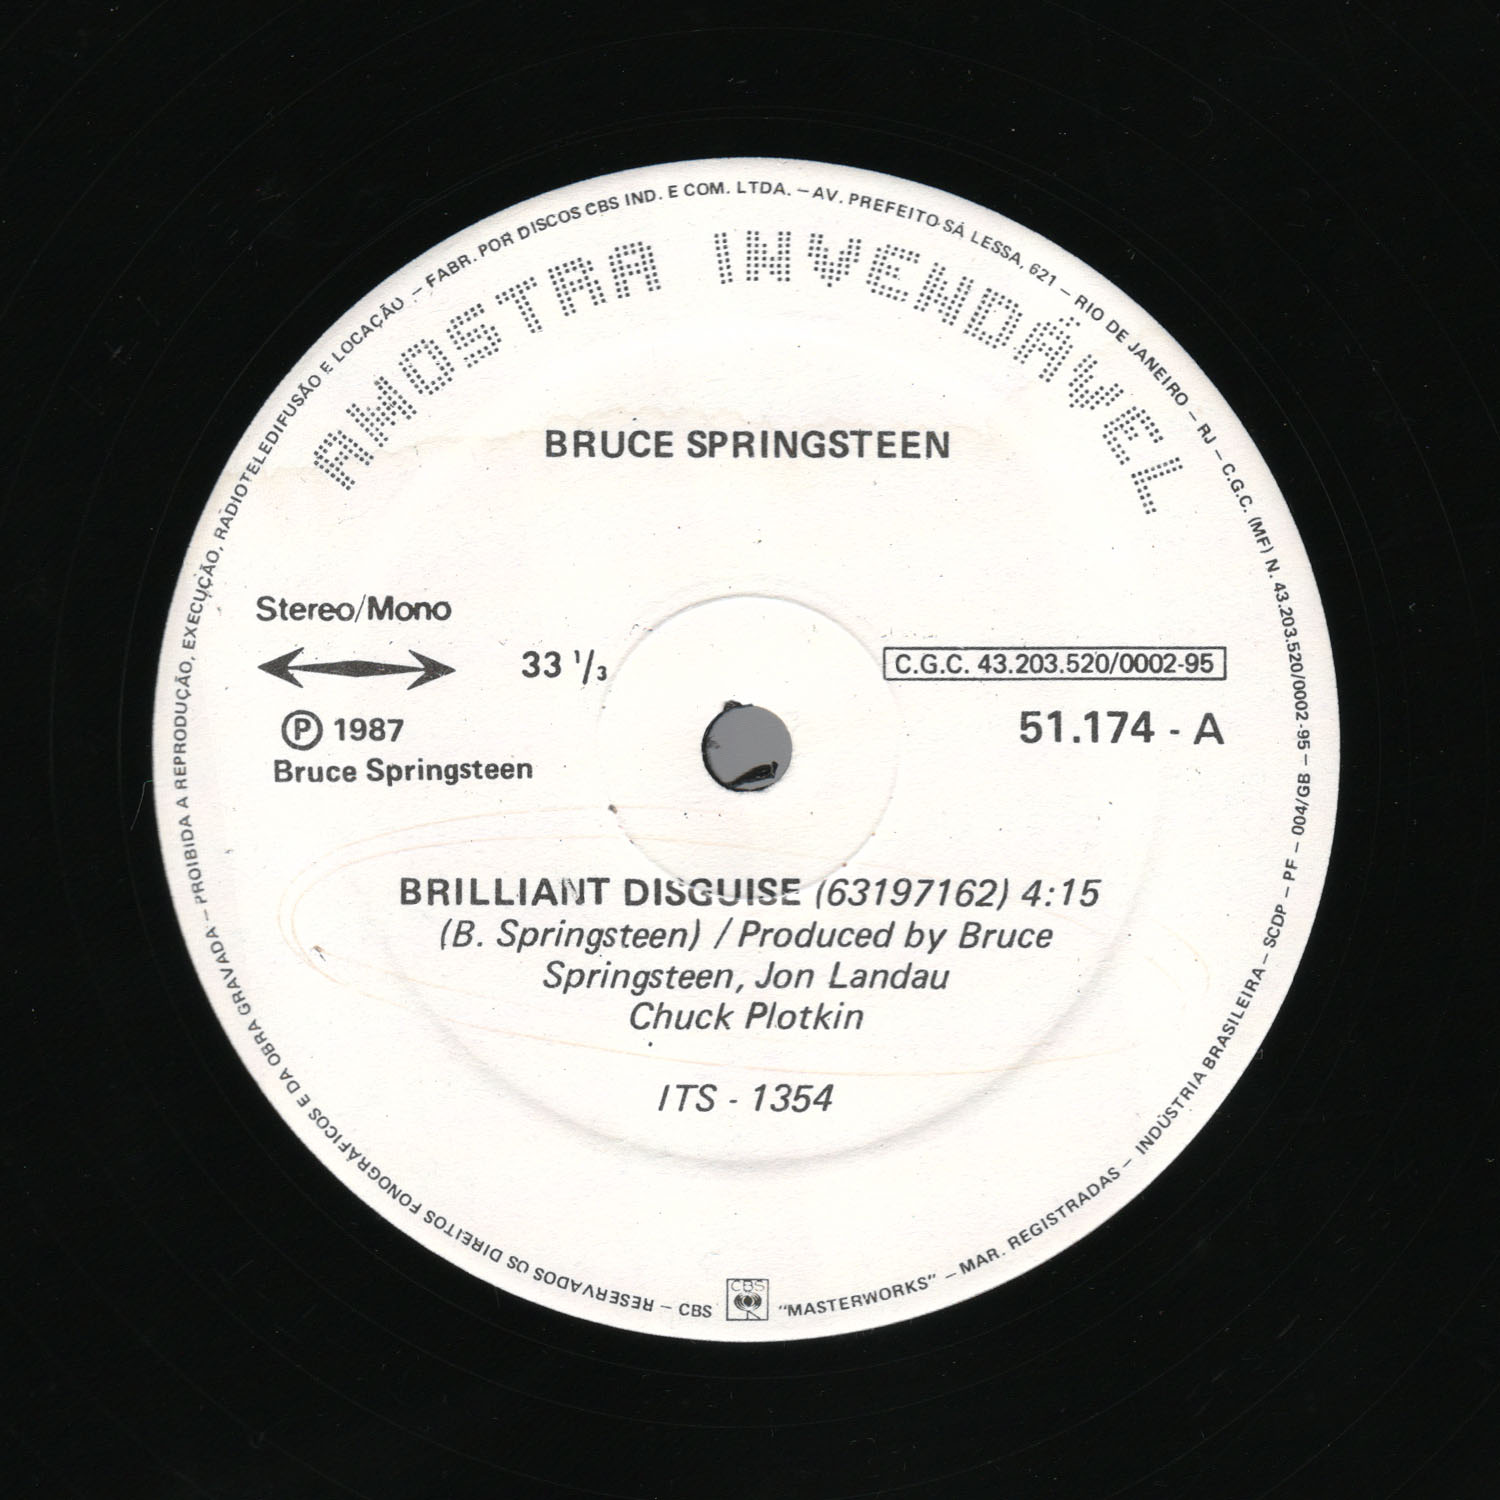 RESERVADOS OS DIREITOS FONOGRÁFICOS E DA OBRA GRAVADA – PROIBIDA A REPRODUÇÃO, EXECUÇÃO, RADIOTELEDIFUSÃO E LOCAÇÃO – FABR. POR DISCOS CBS IND. E COM. LTDA. – AV. PREFEITO SÁ LESSA, 621 – RIO DE JANEIRO – RJ – C.G.C. (MF) N. 43.203.520/0002-95 – PF – 004/GB – SCDP – PF – INDÚSTRIA BRASILEIRA – MAR. REGISTRADAS – "MASTERWORKS" CBS – CBS –
AMOSTRA INVENDÁVEL
BRUCE SPRINGSTEEN
Stereo/Mono
33 1/3
C.G.C. 43.203.520/0002-95
Ⓟ 1987
51.174 - A
Bruce Springsteen
BRILLIANT DISGUISE (63197162) 4:15
(B. Springsteen) / Produced by Bruce
Springsteen, Jon Landau
Chuck Plotkin
ITS - 1354